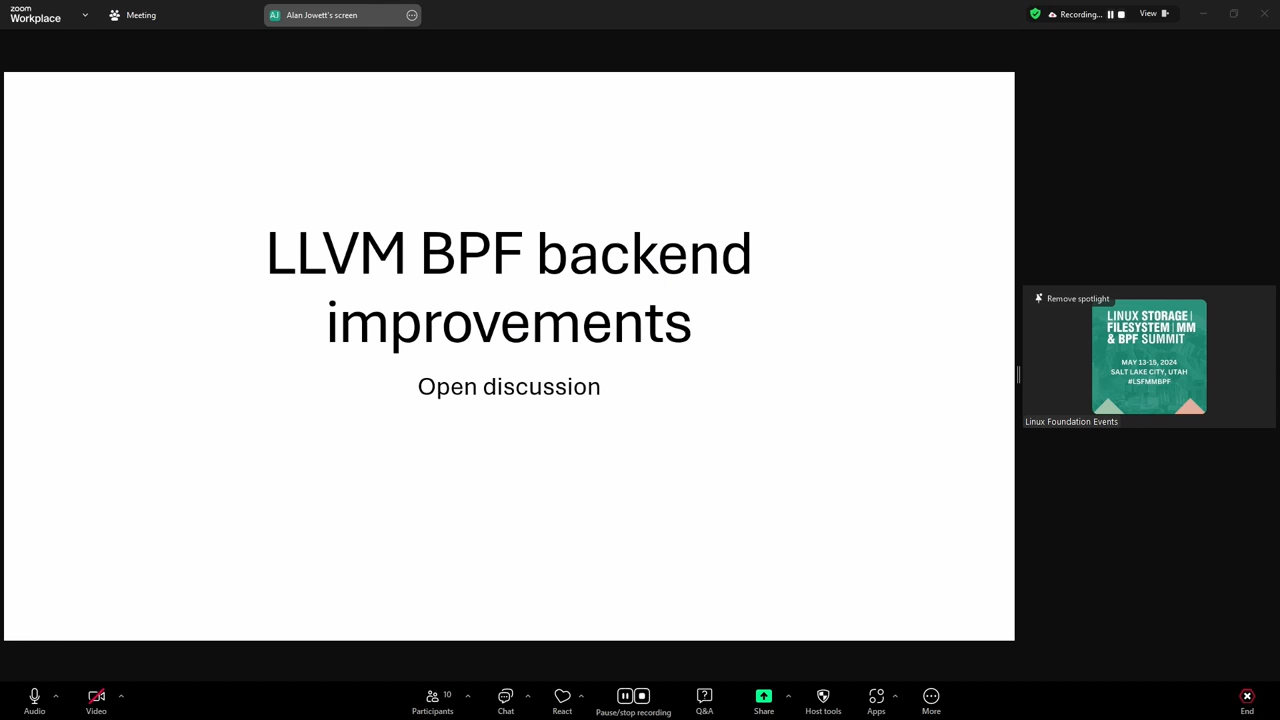 zoom
Workplace
Meeting
AJ
Alan Jowett's screen
Recording...
View
LLVM BPF backend
improvements
Open discussion
Remove spotlight
LINUX STORAGE |
FILESYSTEM | MM
& BPF SUMMIT
MAY 13-15, 2024
SALT LAKE CITY, UTAH
#LSFMMBPF
Linux Foundation Events
Audio
Video
10
Participants
Chat
React
Pause/stop recording
Q&A
Share
Host tools
Apps
More
End